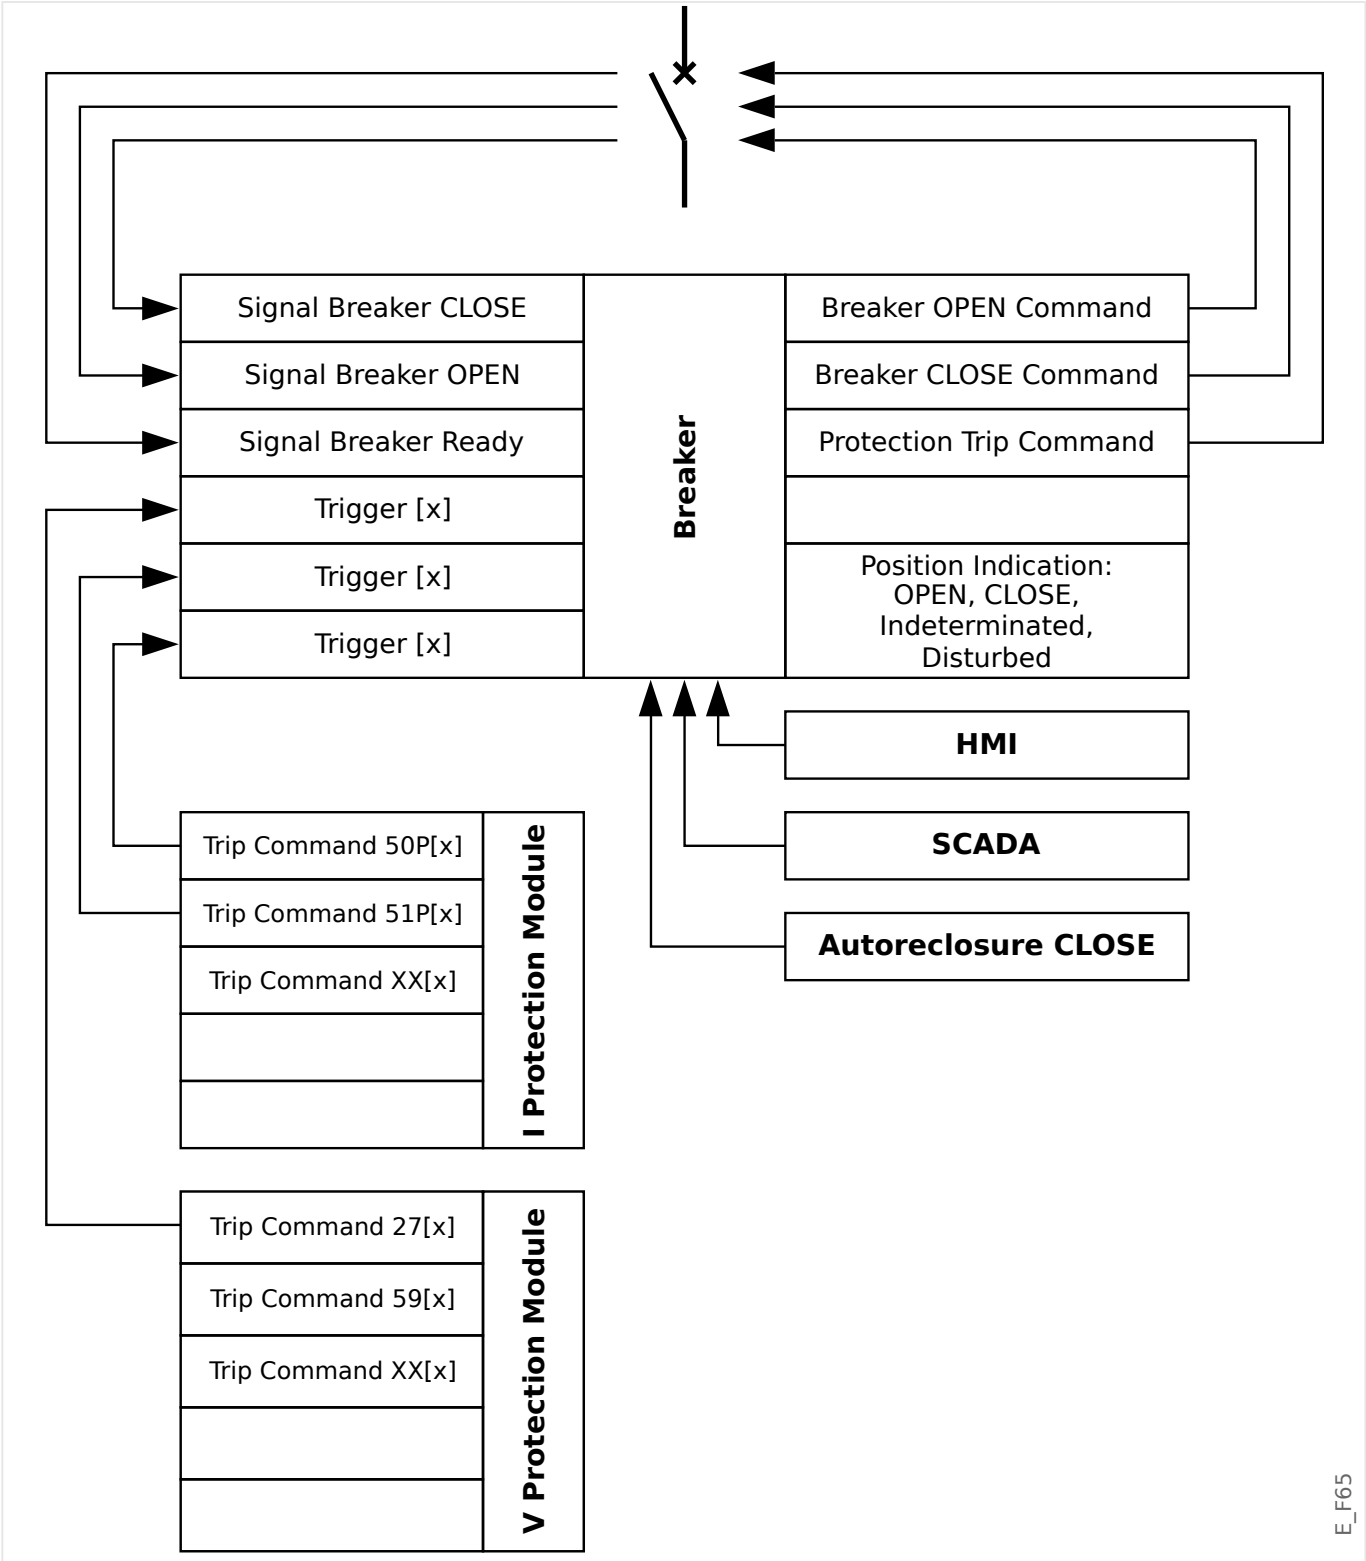 Signal Breaker CLOSE
Signal Breaker OPEN
Signal Breaker Ready
Trigger [x]
Trigger [x]
Trigger [x]
Breaker
Breaker OPEN Command
Breaker CLOSE Command
Protection Trip Command
Position Indication:
OPEN, CLOSE,
Indeterminated,
Disturbed
HMI
SCADA
Autoreclosure CLOSE
Trip Command 50P[x]
Trip Command 51P[x]
Trip Command XX[x]
I Protection Module
Trip Command 27[x]
Trip Command 59[x]
Trip Command XX[x]
V Protection Module
E_F65